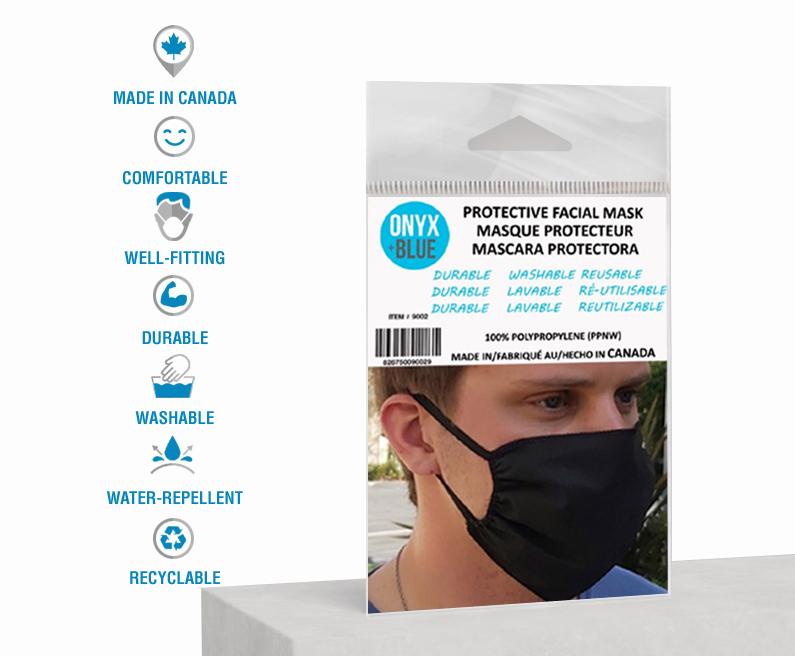 MADE IN CANADA
COMFORTABLE
WELL-FITTING
DURABLE
WASHABLE
WATER-REPELLENT
RECYCLABLE
ONYX
+BLUE
PROTECTIVE FACIAL MASK
MASQUE PROTECTEUR
MASCARA PROTECTORA
DURABLE WASHABLE REUSABLE
DURABLE LAVABLE RÉ-UTILISABLE
DURABLE LAVABLE REUTILIZABLE
ITEM # 9002
826750090029
100% POLYPROPYLENE (PPNW)
MADE IN/FABRIQUÉ AU/HECHO IN CANADA